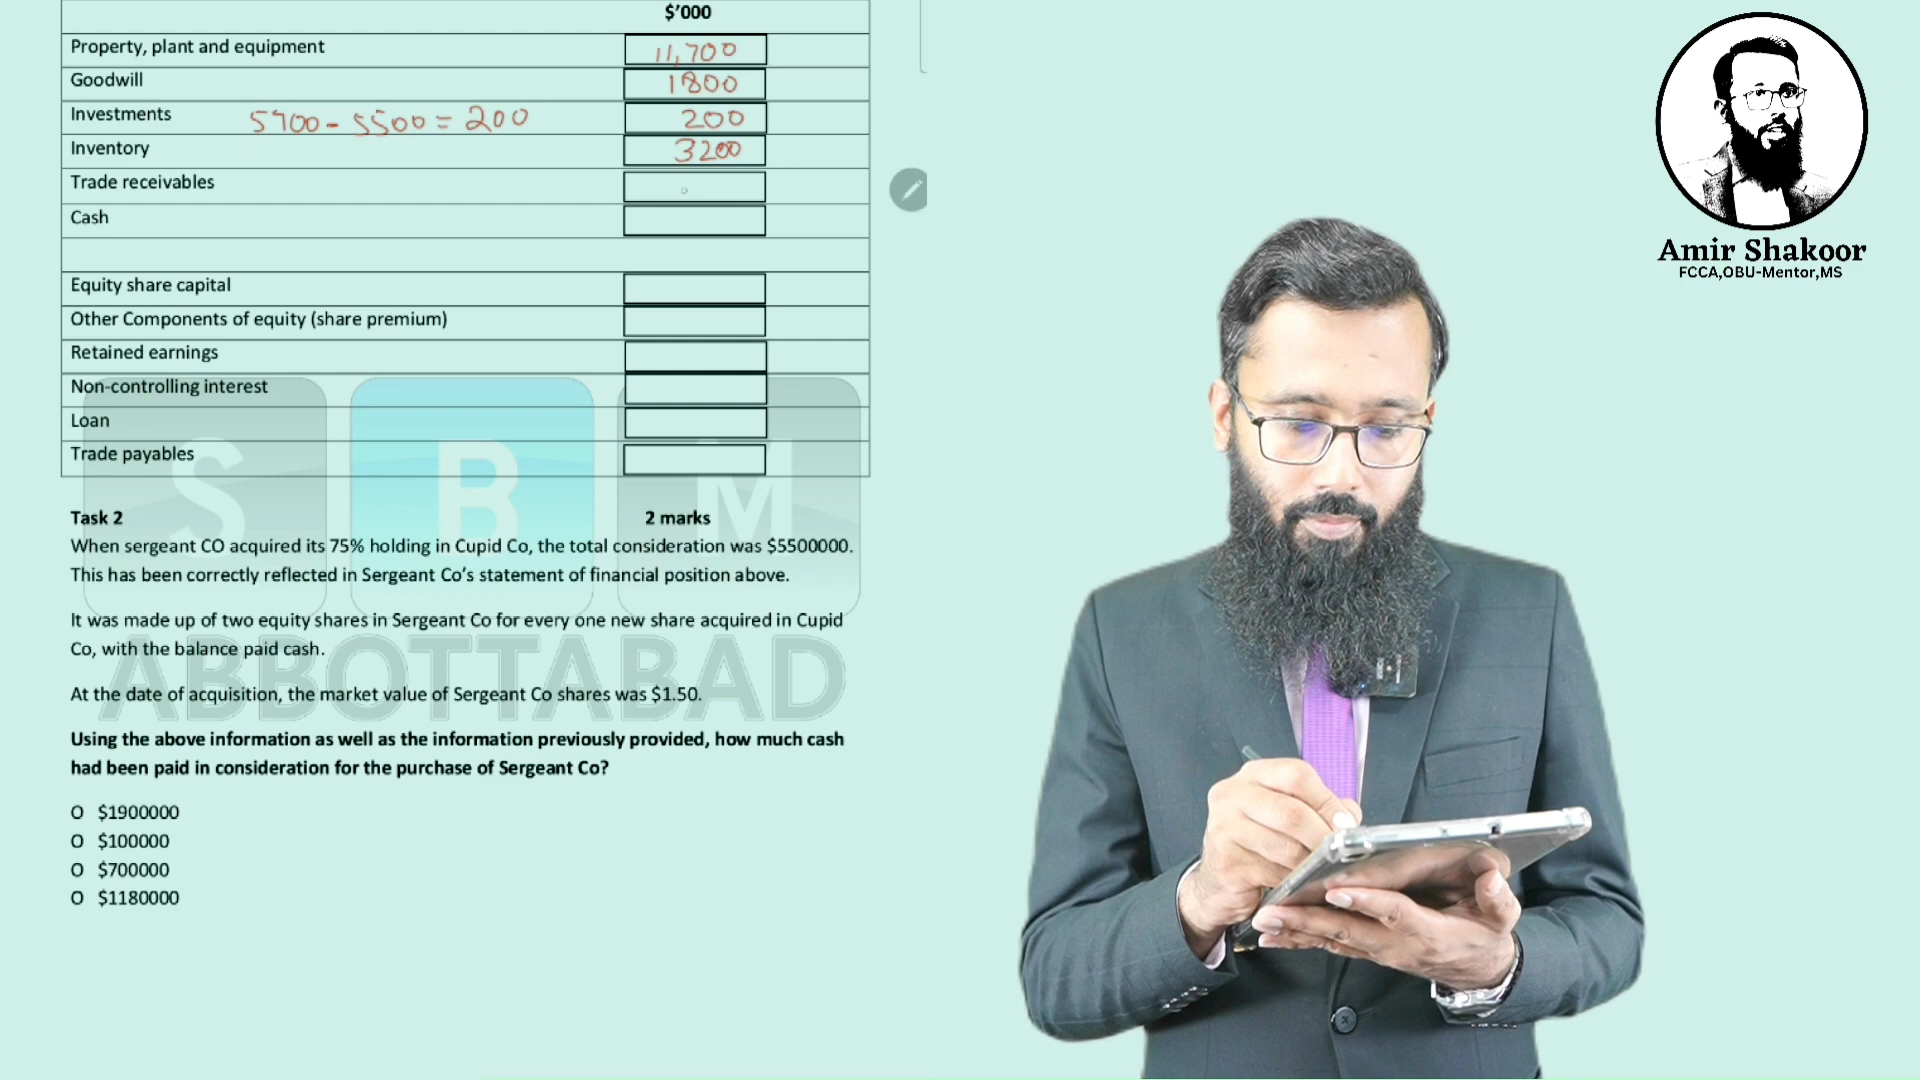 $'000
Property, plant and equipment 11,700
Goodwill 1800
Investments 5700 - 5500 = 200 200
Inventory 3200
Trade receivables
Cash
Equity share capital
Other Components of equity (share premium)
Retained earnings
Non-controlling interest
Loan
Trade payables
Task 2 2 marks
When sergeant CO acquired its 75% holding in Cupid Co, the total consideration was $5500000.
This has been correctly reflected in Sergeant Co's statement of financial position above.
It was made up of two equity shares in Sergeant Co for every one new share acquired in Cupid
Co, with the balance paid cash.
At the date of acquisition, the market value of Sergeant Co shares was $1.50.
Using the above information as well as the information previously provided, how much cash
had been paid in consideration for the purchase of Sergeant Co?
O $1900000
O $100000
O $700000
O $1180000
S B M
ABBOTTABAD
Amir Shakoor
FCCA,OBU-Mentor,MS